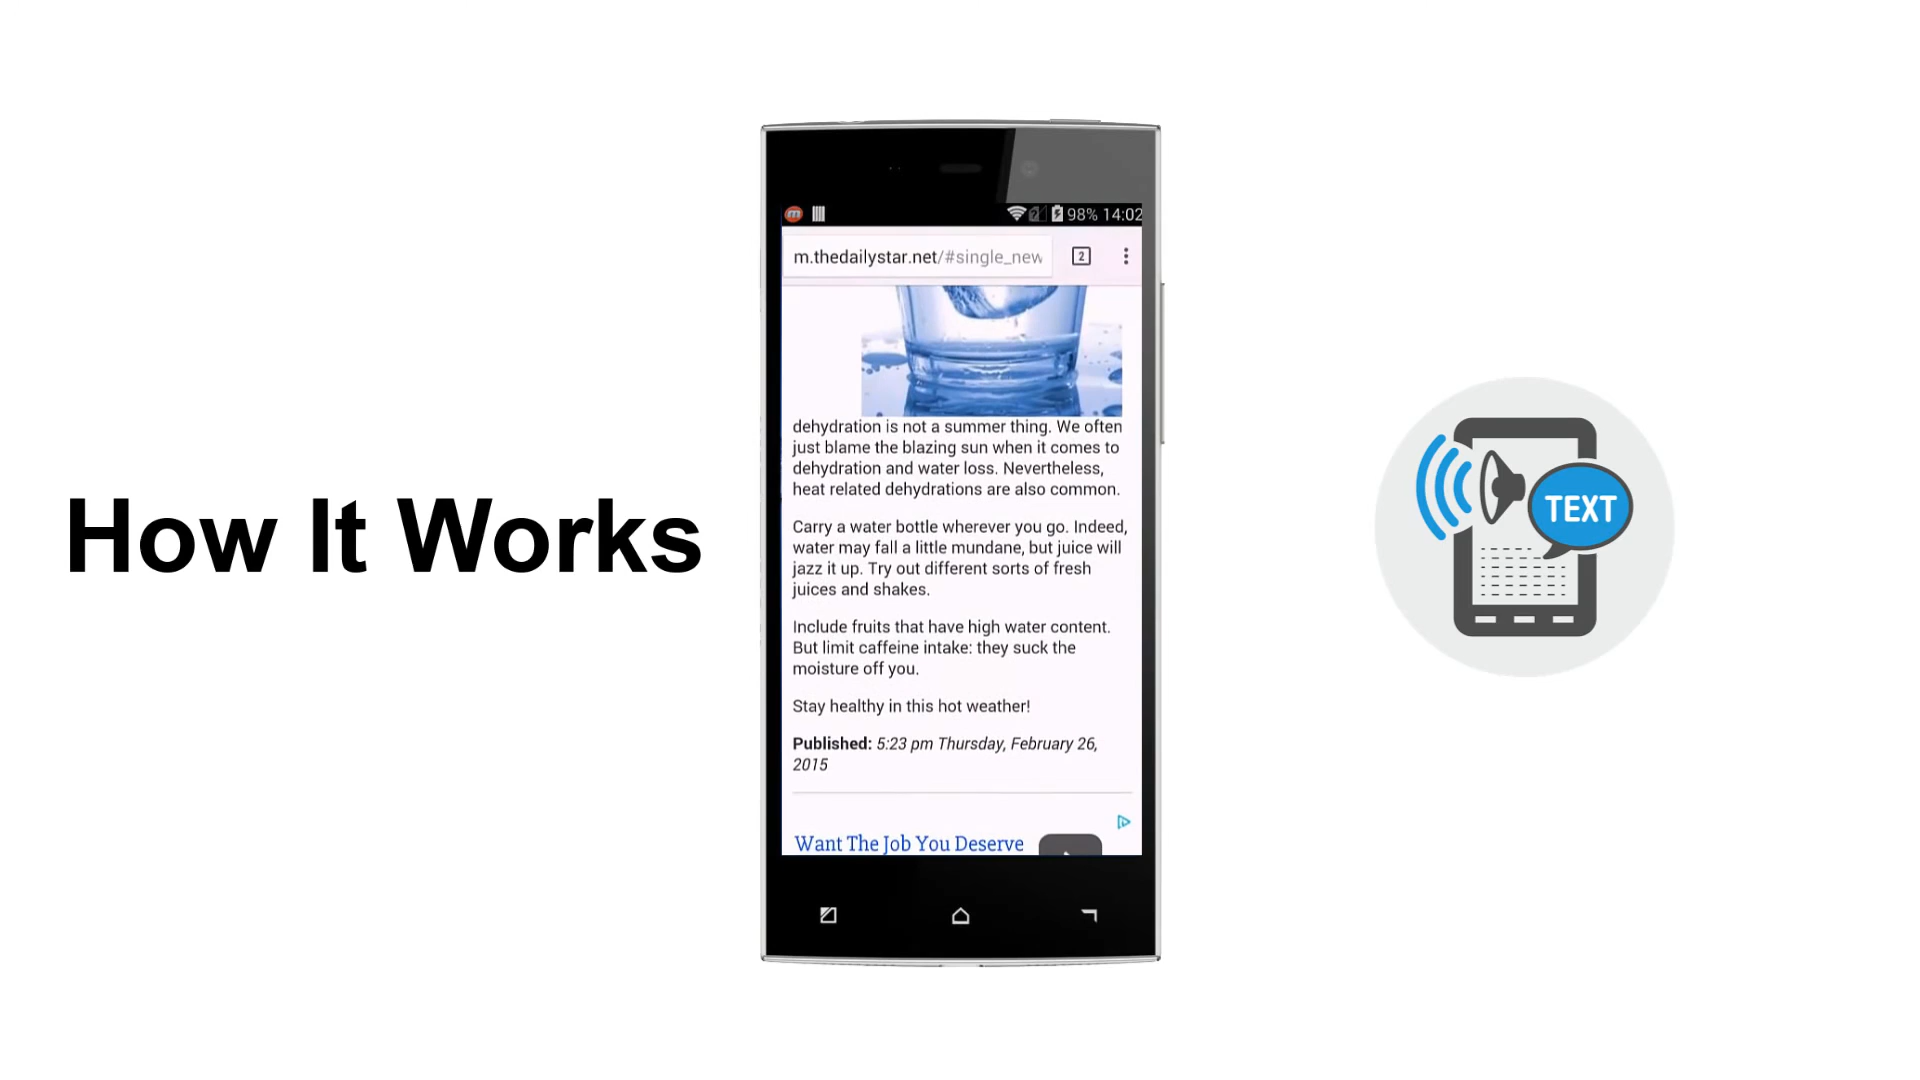 How It Works
98% 14:02
m.thedailystar.net/#single_new
2
dehydration is not a summer thing. We often
just blame the blazing sun when it comes to
dehydration and water loss. Nevertheless,
heat related dehydrations are also common.
Carry a water bottle wherever you go. Indeed,
water may fall a little mundane, but juice will
jazz it up. Try out different sorts of fresh
juices and shakes.
Include fruits that have high water content.
But limit caffeine intake: they suck the
moisture off you.
Stay healthy in this hot weather!
Published: 5:23 pm Thursday, February 26,
2015
Want The Job You Deserve
TEXT